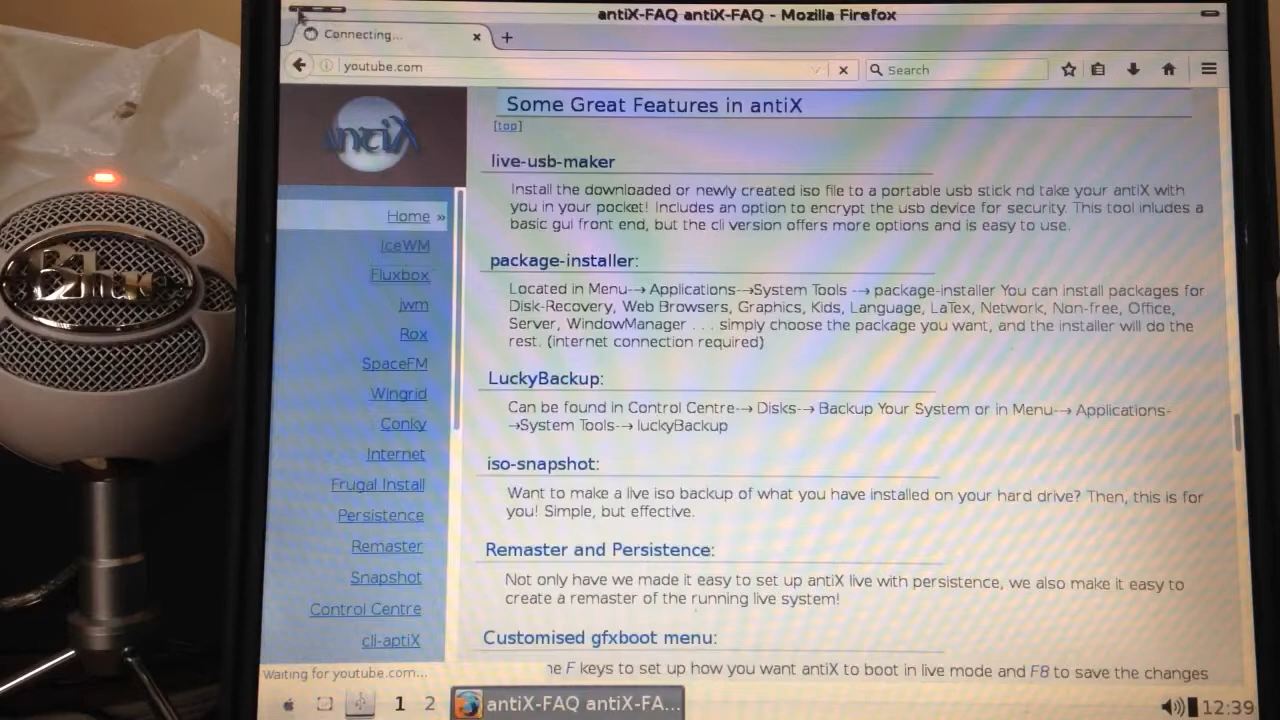 antiX-FAQ antiX-FAQ - Mozilla Firefox
Connecting...
youtube.com
Search
antiX
Home »
IceWM
Fluxbox
jwm
Rox
SpaceFM
Wingrid
Conky
Internet
Frugal Install
Persistence
Remaster
Snapshot
Control Centre
cli-aptiX
Some Great Features in antiX
[top]
live-usb-maker
Install the downloaded or newly created iso file to a portable usb stick nd take your antiX with
you in your pocket! Includes an option to encrypt the usb device for security. This tool inludes a
basic gui front end, but the cli version offers more options and is easy to use.
package-installer:
Located in Menu--→ Applications--→System Tools --→ package-installer You can install packages for
Disk-Recovery, Web Browsers, Graphics, Kids, Language, LaTex, Network, Non-free, Office,
Server, WindowManager . . . simply choose the package you want, and the installer will do the
rest. (internet connection required)
LuckyBackup:
Can be found in Control Centre--→ Disks--→ Backup Your System or in Menu--→ Applications-
-→System Tools--→ luckyBackup
iso-snapshot:
Want to make a live iso backup of what you have installed on your hard drive? Then, this is for
you! Simple, but effective.
Remaster and Persistence:
Not only have we made it easy to set up antiX live with persistence, we also make it easy to
create a remaster of the running live system!
Customised gfxboot menu:
he F keys to set up how you want antiX to boot in live mode and F8 to save the changes
Waiting for youtube.com...
1 2 antiX-FAQ antiX-FA... 12:39
Blue